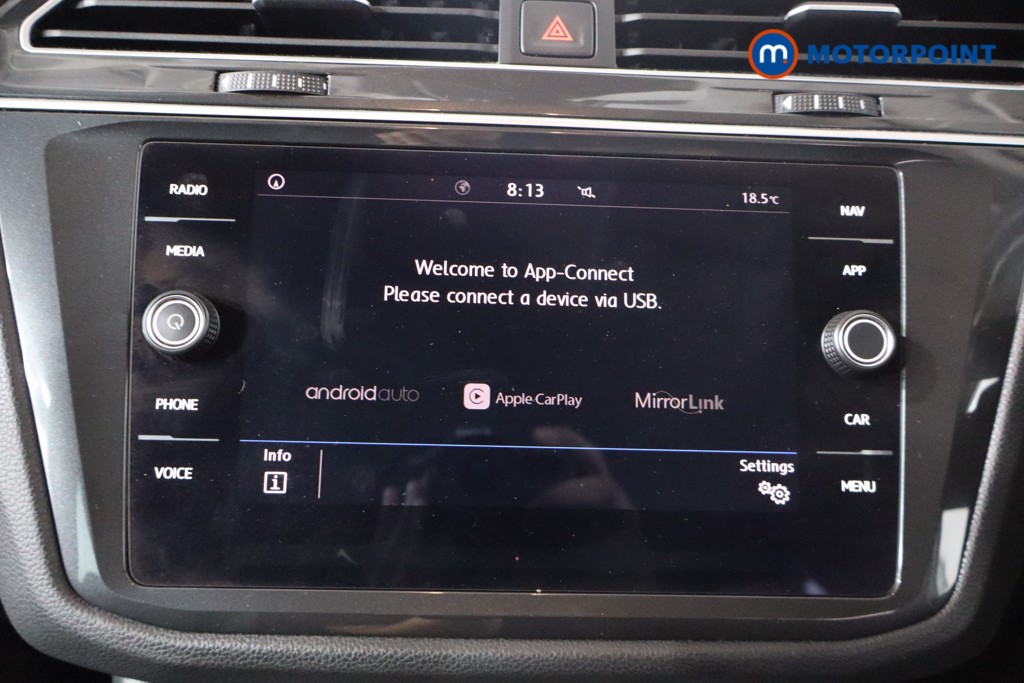 m MOTORPOINT
RADIO
8:13
18.5°C
NAV
MEDIA
APP
Welcome to App-Connect
Please connect a device via USB.
androidauto
Apple CarPlay
MirrorLink
PHONE
CAR
VOICE
Info
i
Settings
MENU